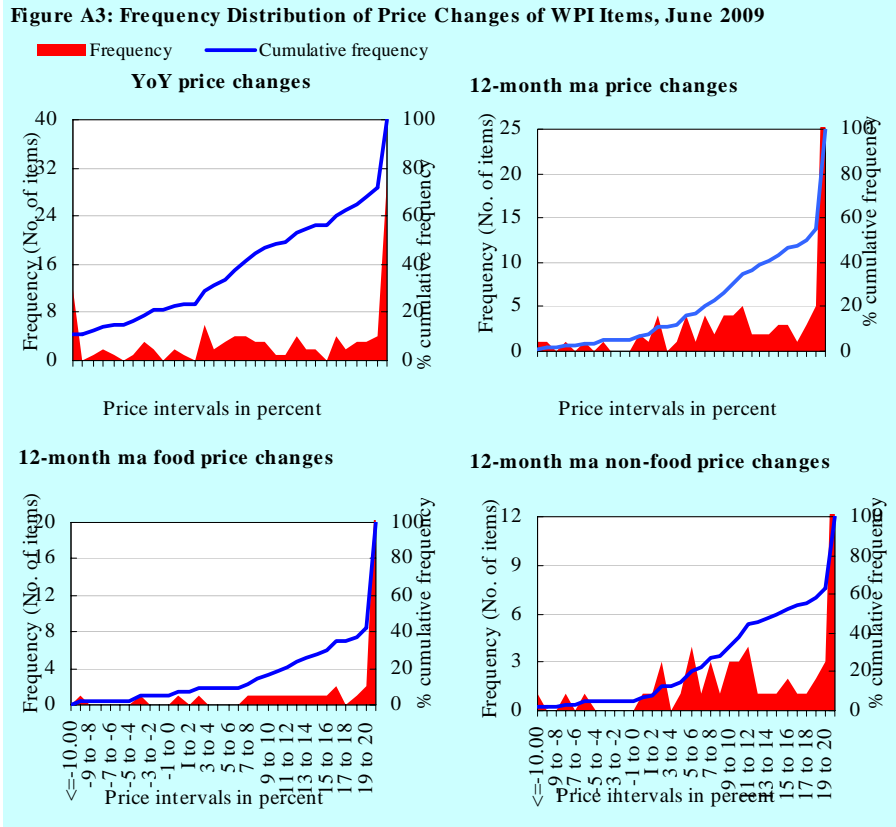 Figure A3: Frequency Distribution of Price Changes of WPI Items, June 2009
Frequency
Cumulative frequency
YoY price changes
Frequency (No. of items)
40
32
24
16
8
0
100
80
60
40
20
0
% cumulative frequency
Price intervals in percent
12-month ma price changes
Frequency (No. of items)
25
20
15
10
5
0
100
80
60
40
20
0
% cumulative frequency
Price intervals in percent
12-month ma food price changes
Frequency (No. of items)
20
16
12
8
4
0
100
80
60
40
20
0
% cumulative frequency
<=-10.00
-9 to -8
-7 to -6
-5 to -4
-3 to -2
-1 to 0
I to 2
3 to 4
5 to 6
7 to 8
9 to 10
11 to 12
13 to 14
15 to 16
17 to 18
19 to 20
Price intervals in percent
12-month ma non-food price changes
Frequency (No. of items)
12
9
6
3
0
100
80
60
40
20
0
% cumulative frequency
<=-10.00
-9 to -8
-7 to -6
-5 to -4
-3 to -2
-1 to 0
I to 2
3 to 4
5 to 6
7 to 8
9 to 10
11 to 12
13 to 14
15 to 16
17 to 18
19 to 20
Price intervals in percent